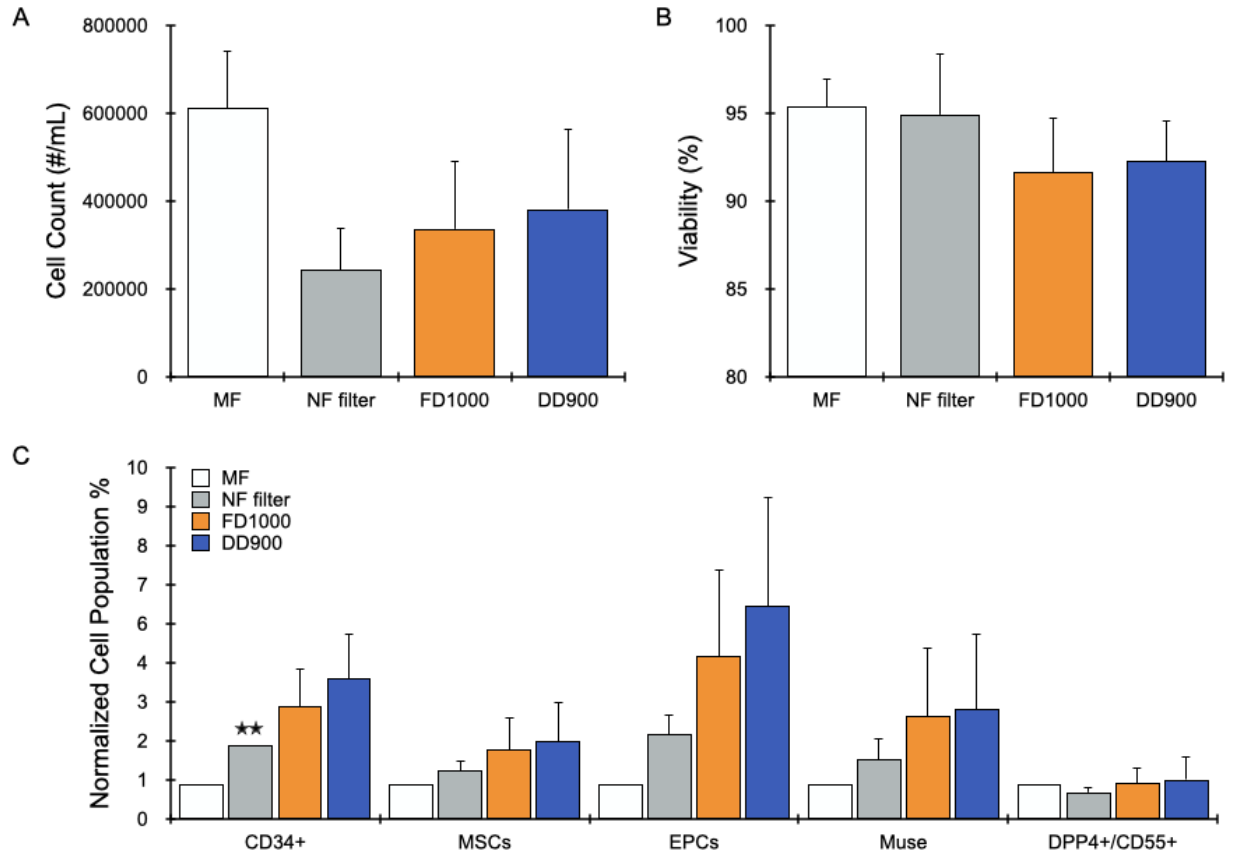 A
Cell Count (#/mL)
800000
600000
400000
200000
0
MF
NF filter
FD1000
DD900
B
Viability (%)
100
95
90
85
80
MF
NF filter
FD1000
DD900
C
Normalized Cell Population %
10
9
8
7
6
4
3
2
1
0
MF
NF filter
FD1000
DD900
★★
CD34+
MSCs
EPCs
Muse
DPP4+/CD55+